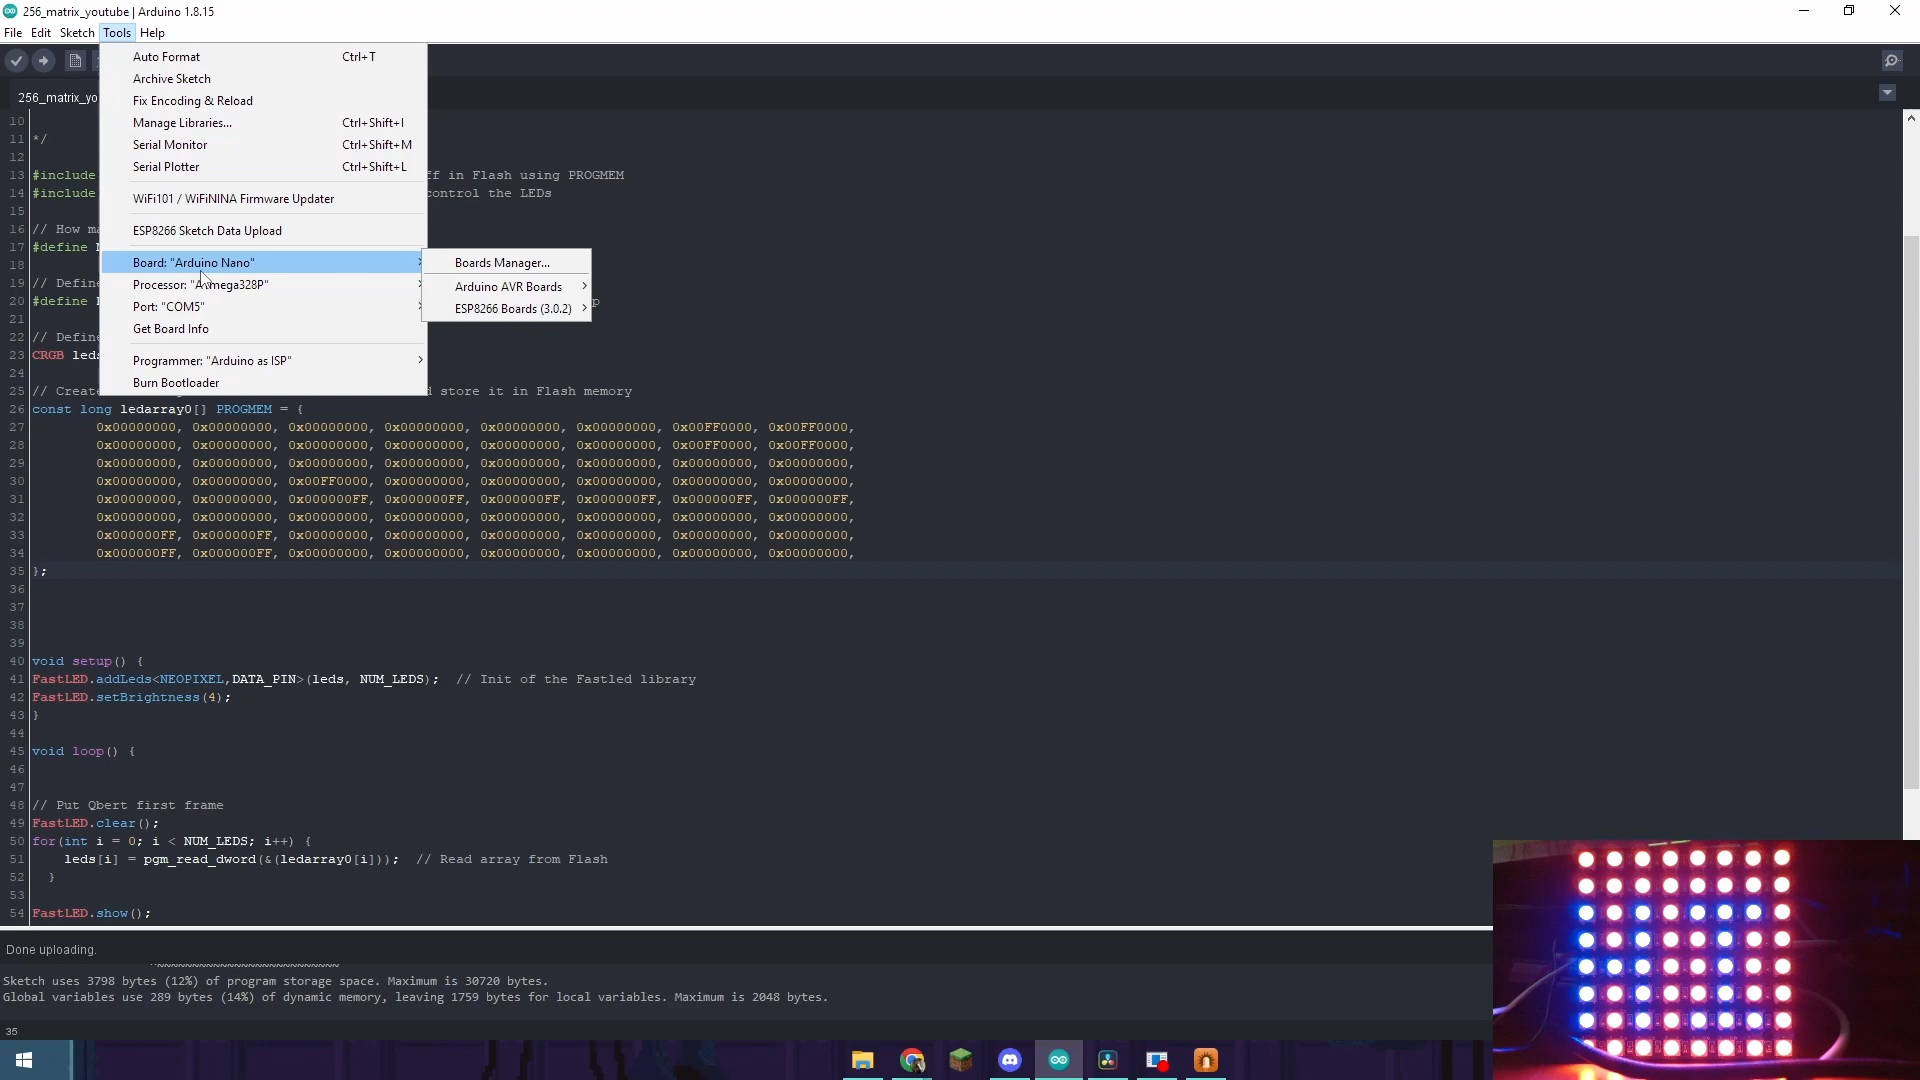 256_matrix_youtube | Arduino 1.8.15
File Edit Sketch Tools Help
Auto Format Ctrl+T
Archive Sketch
Fix Encoding & Reload
Manage Libraries... Ctrl+Shift+I
Serial Monitor Ctrl+Shift+M
Serial Plotter Ctrl+Shift+L
WiFi101 / WiFiNINA Firmware Updater
ESP8266 Sketch Data Upload
Board: "Arduino Nano"
Processor: "ATmega328P"
Port: "COM5"
Get Board Info
Programmer: "Arduino as ISP"
Burn Bootloader
Boards Manager...
Arduino AVR Boards
ESP8266 Boards (3.0.2)
256_matrix_yo
10
11 */
12
13 #include ff in Flash using PROGMEM
14 #include control the LEDs
15
16 // How ma
17 #define N
18
19 // Define
20 #define p
21
22 // Define
23 CRGB leds
24
25 // Create d store it in Flash memory
26 const long ledarray0[] PROGMEM = {
27 0x00000000, 0x00000000, 0x00000000, 0x00000000, 0x00000000, 0x00000000, 0x00FF0000, 0x00FF0000,
28 0x00000000, 0x00000000, 0x00000000, 0x00000000, 0x00000000, 0x00000000, 0x00FF0000, 0x00FF0000,
29 0x00000000, 0x00000000, 0x00000000, 0x00000000, 0x00000000, 0x00000000, 0x00000000, 0x00000000,
30 0x00000000, 0x00000000, 0x00FF0000, 0x00000000, 0x00000000, 0x00000000, 0x00000000, 0x00000000,
31 0x00000000, 0x00000000, 0x000000FF, 0x000000FF, 0x000000FF, 0x000000FF, 0x000000FF, 0x000000FF,
32 0x00000000, 0x00000000, 0x00000000, 0x00000000, 0x00000000, 0x00000000, 0x00000000, 0x00000000,
33 0x000000FF, 0x000000FF, 0x00000000, 0x00000000, 0x00000000, 0x00000000, 0x00000000, 0x00000000,
34 0x000000FF, 0x000000FF, 0x00000000, 0x00000000, 0x00000000, 0x00000000, 0x00000000, 0x00000000,
35 };
36
37
38
39
40 void setup() {
41 FastLED.addLeds<NEOPIXEL,DATA_PIN>(leds, NUM_LEDS); // Init of the Fastled library
42 FastLED.setBrightness(4);
43 }
44
45 void loop() {
46
47
48 // Put Qbert first frame
49 FastLED.clear();
50 for(int i = 0; i < NUM_LEDS; i++) {
51 leds[i] = pgm_read_dword(&(ledarray0[i])); // Read array from Flash
52 }
53
54 FastLED.show();
Done uploading.
Sketch uses 3798 bytes (12%) of program storage space. Maximum is 30720 bytes.
Global variables use 289 bytes (14%) of dynamic memory, leaving 1759 bytes for local variables. Maximum is 2048 bytes.
35